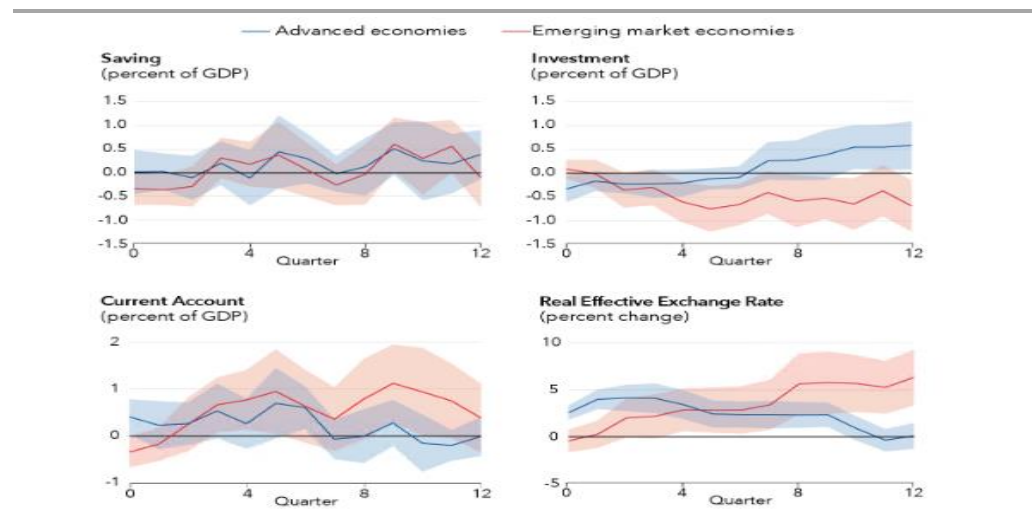 Advanced economies
Emerging market economies
Saving
(percent of GDP)
1.5
1.0
0.5
0.0
-0.5
-1.0
-1.5
0
4
8
12
Quarter
Investment
(percent of GDP)
1.5
1.0
0.5
0.0
-0.5
-1.0
-1.5
0
4
8
12
Quarter
Current Account
(percent of GDP)
2
1
0
-1
0
4
8
12
Quarter
Real Effective Exchange Rate
(percent change)
10
5
0
-5
0
4
8
12
Quarter